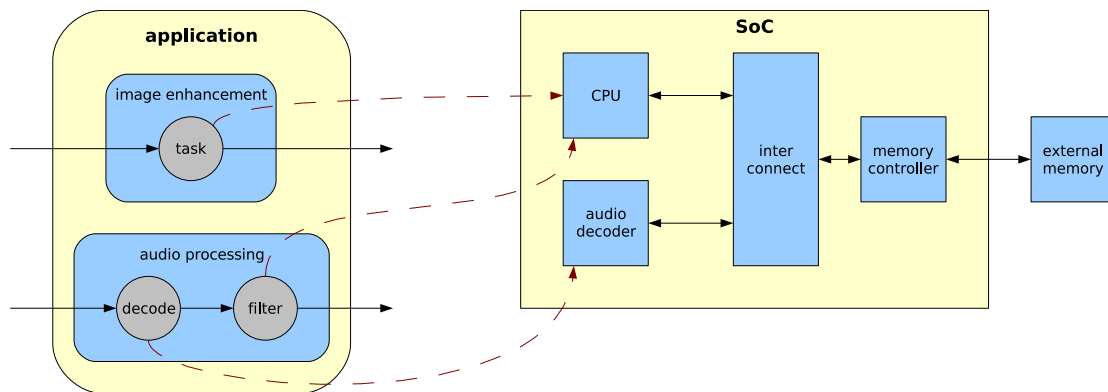 application
image enhancement
task
audio processing
decode
filter
SoC
CPU
audio
decoder
inter
connect
memory
controller
external
memory